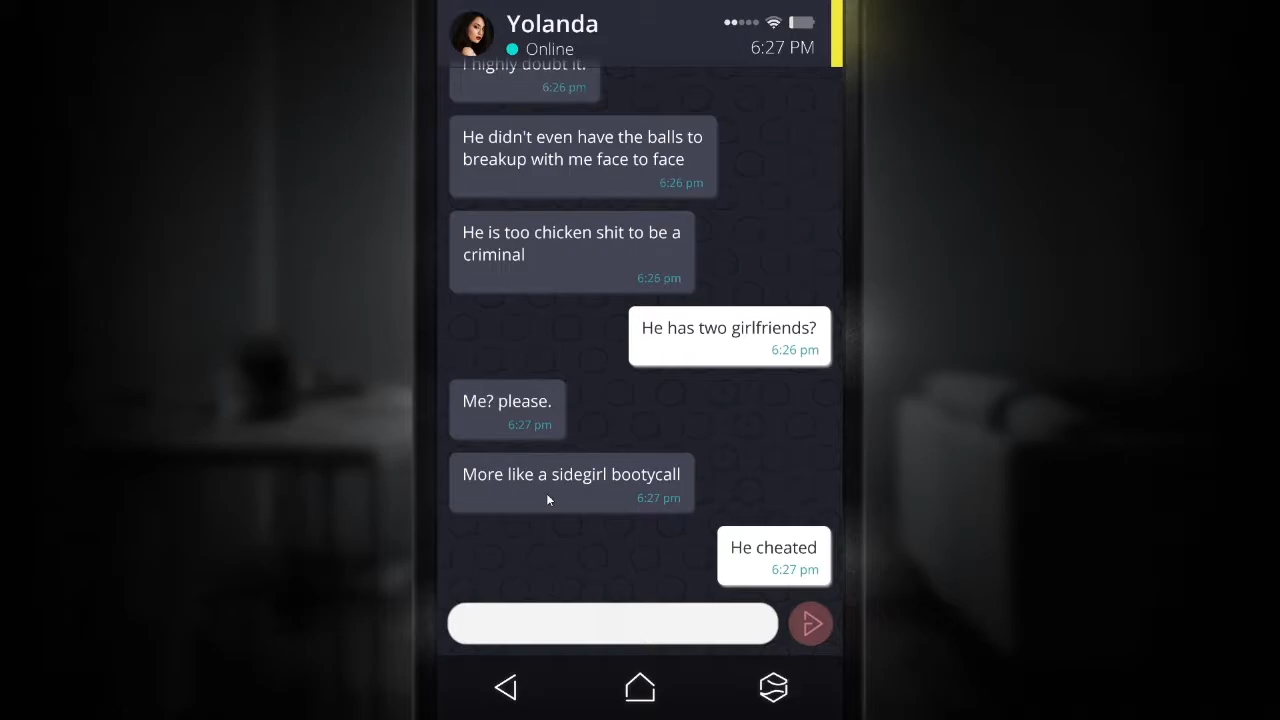 Yolanda
Online
6:27 PM
I highly doubt it.
6:26 pm
He didn't even have the balls to
breakup with me face to face
6:26 pm
He is too chicken shit to be a
criminal
6:26 pm
He has two girlfriends?
6:26 pm
Me? please.
6:27 pm
More like a sidegirl bootycall
6:27 pm
He cheated
6:27 pm